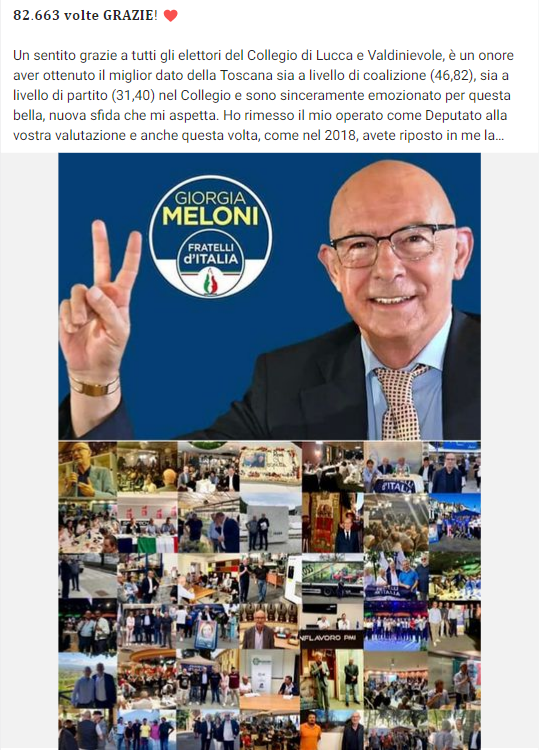 82.663 volte GRAZIE! ❤️
Un sentito grazie a tutti gli elettori del Collegio di Lucca e Valdinievole, è un onore
aver ottenuto il miglior dato della Toscana sia a livello di coalizione (46,82), sia a
livello di partito (31,40) nel Collegio e sono sinceramente emozionato per questa
bella, nuova sfida che mi aspetta. Ho rimesso il mio operato come Deputato alla
vostra valutazione e anche questa volta, come nel 2018, avete riposto in me la...
GIORGIA
MELONI
FRATELLI
d'ITALIA
d'ITALIA
FRATELLI
d'ITALIA
NFLAVORO PMI